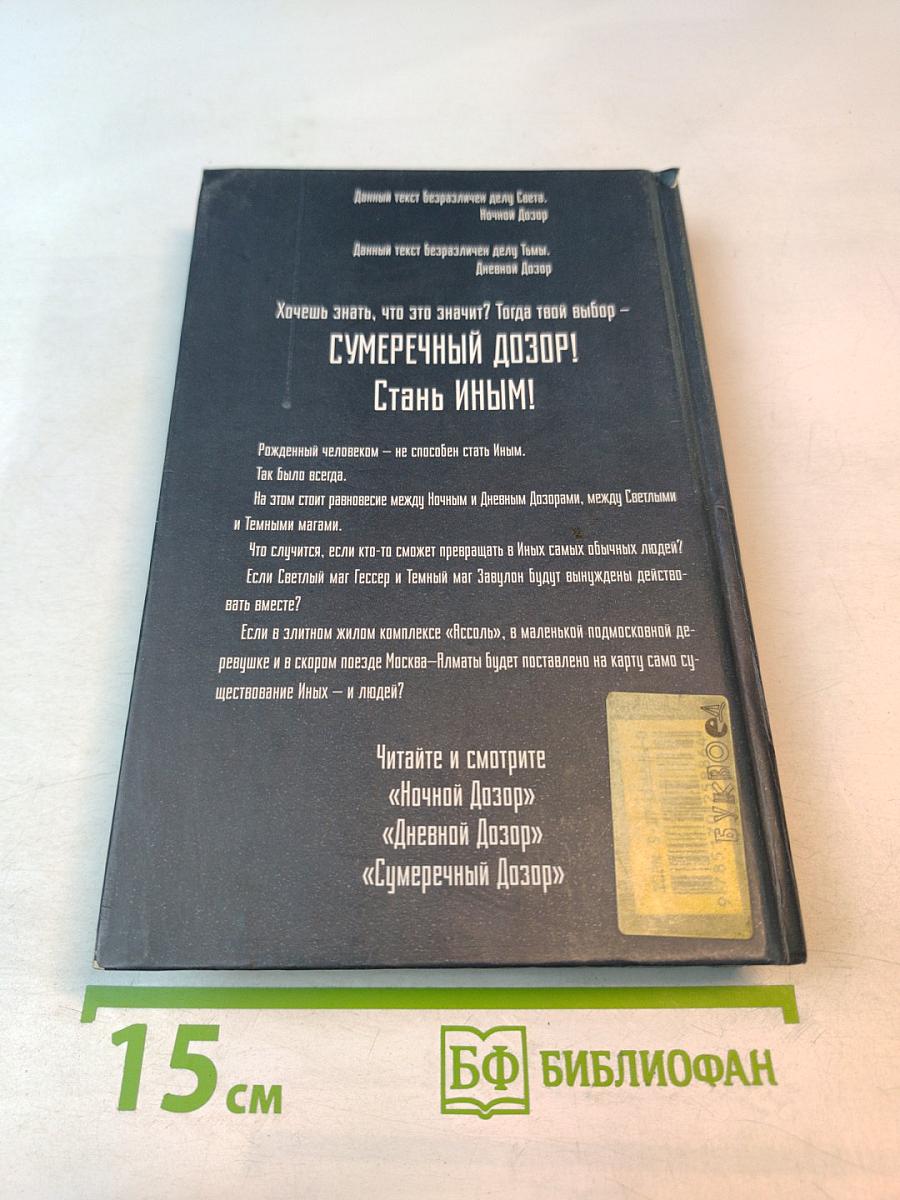 Данный текст безразличен делу Света.
Ночной Дозор
Данный текст безразличен делу Тьмы.
Дневной Дозор
Хочешь знать, что это значит? Тогда твой выбор –
СУМЕРЕЧНЫЙ ДОЗОР!
Стань ИНЫМ!
Рожденный человеком – не способен стать Иным.
Так было всегда.
На этом стоит равновесие между Ночным и Дневным Дозорами, между Светлыми
и Темными магами.
Что случится, если кто-то сможет превращать в Иных самых обычных людей?
Если Светлый маг Гессер и Темный маг Завулон будут вынуждены действо-
вать вместе?
Если в элитном жилом комплексе «Ассоль», в маленькой подмосковной де-
ревушке и в скором поезде Москва–Алматы будет поставлено на карту само су-
ществование Иных – и людей?
Читайте и смотрите
«Ночной Дозор»
«Дневной Дозор»
«Сумеречный Дозор»
БУКВОеД
15 см
БФ БИБЛИОФАН